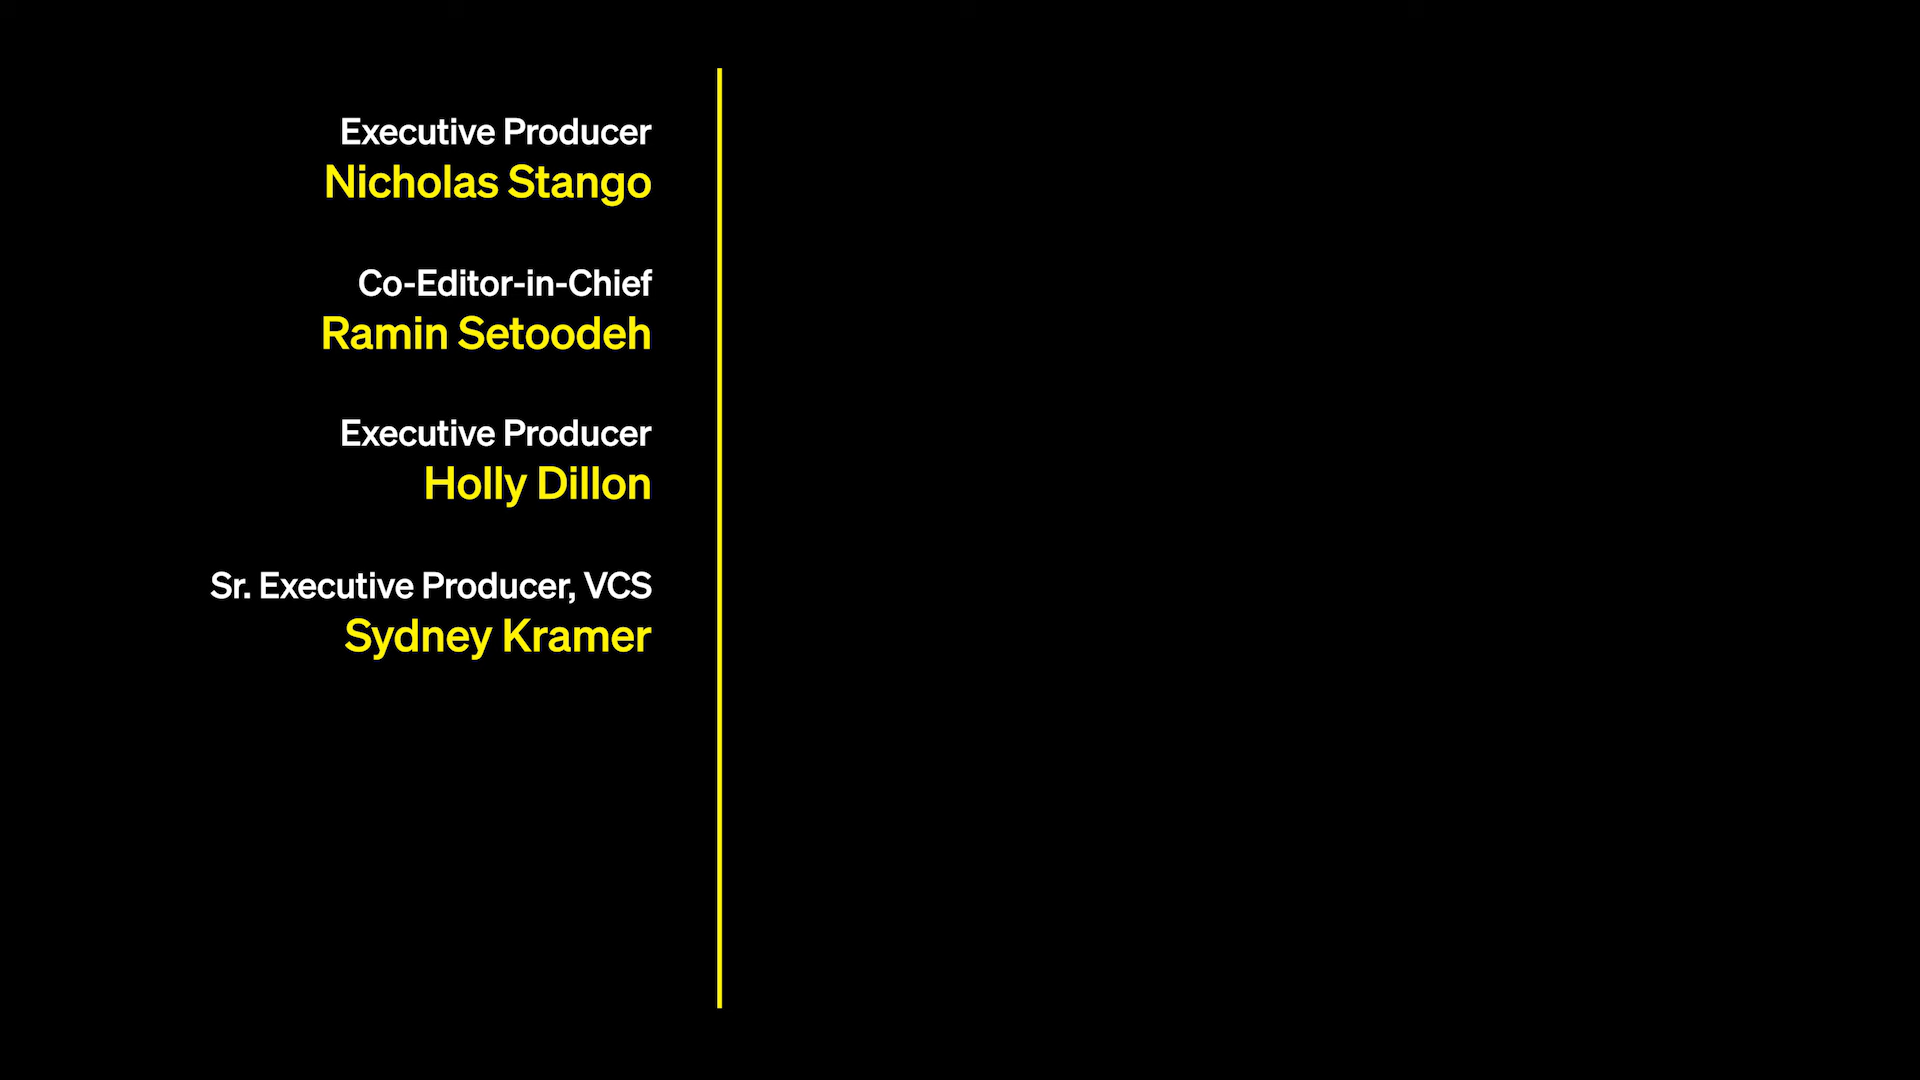 Executive Producer
Nicholas Stango
Co-Editor-in-Chief
Ramin Setoodeh
Executive Producer
Holly Dillon
Sr. Executive Producer, VCS
Sydney Kramer